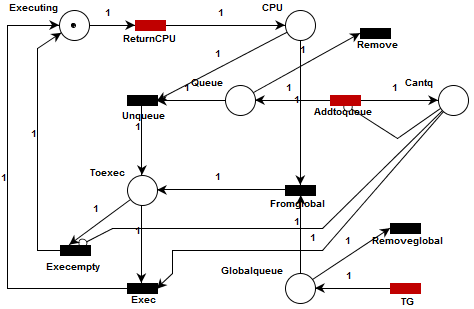 Executing
1
1
CPU
ReturnCPU
1
1
Remove
Queue
1
1
1
1
Cantq
Unqueue
Addtoqueue
1
Toexec
1
1
Fromglobal
1
1
1
1
1
1
Removeglobal
Execempty
Globalqueue
1
Exec
TG